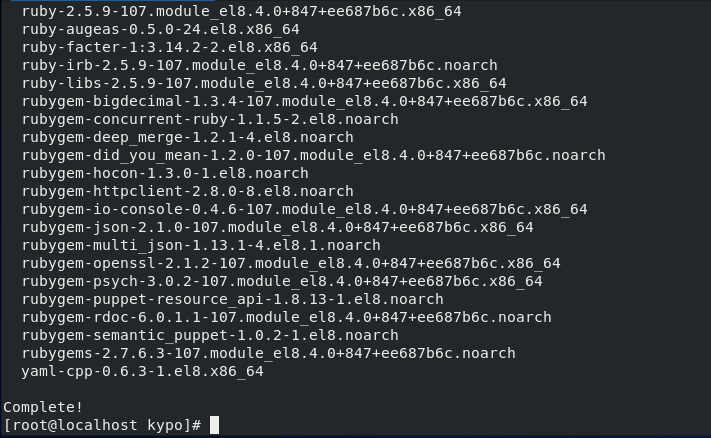 ruby-2.5.9-107.module_el8.4.0+847+ee687b6c.x86_64
ruby-augeas-0.5.0-24.el8.x86_64
ruby-facter-1:3.14.2-2.el8.x86_64
ruby-irb-2.5.9-107.module_el8.4.0+847+ee687b6c.noarch
ruby-libs-2.5.9-107.module_el8.4.0+847+ee687b6c.x86_64
rubygem-bigdecimal-1.3.4-107.module_el8.4.0+847+ee687b6c.x86_64
rubygem-concurrent-ruby-1.1.5-2.el8.noarch
rubygem-deep_merge-1.2.1-4.el8.noarch
rubygem-did_you_mean-1.2.0-107.module_el8.4.0+847+ee687b6c.noarch
rubygem-hocon-1.3.0-1.el8.noarch
rubygem-httpclient-2.8.0-8.el8.noarch
rubygem-io-console-0.4.6-107.module_el8.4.0+847+ee687b6c.x86_64
rubygem-json-2.1.0-107.module_el8.4.0+847+ee687b6c.x86_64
rubygem-multi_json-1.13.1-4.el8.1.noarch
rubygem-openssl-2.1.2-107.module_el8.4.0+847+ee687b6c.x86_64
rubygem-psych-3.0.2-107.module_el8.4.0+847+ee687b6c.x86_64
rubygem-puppet-resource_api-1.8.13-1.el8.noarch
rubygem-rdoc-6.0.1.1-107.module_el8.4.0+847+ee687b6c.noarch
rubygem-semantic_puppet-1.0.2-1.el8.noarch
rubygems-2.7.6.3-107.module_el8.4.0+847+ee687b6c.noarch
yaml-cpp-0.6.3-1.el8.x86_64
Complete!
[root@localhost kypo]#